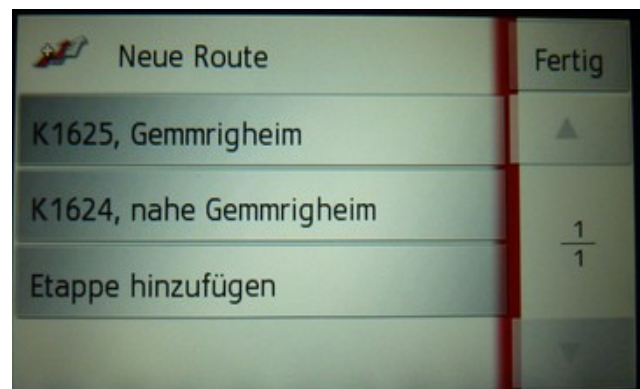 Neue Route
Fertig
K1625, Gemmrigheim
K1624, nahe Gemmrigheim
1
1
Etappe hinzufügen